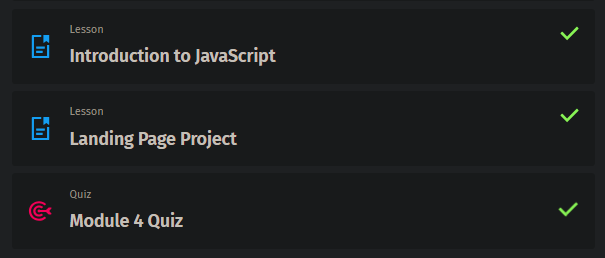 Lesson
Introduction to JavaScript
Lesson
Landing Page Project
Quiz
Module 4 Quiz